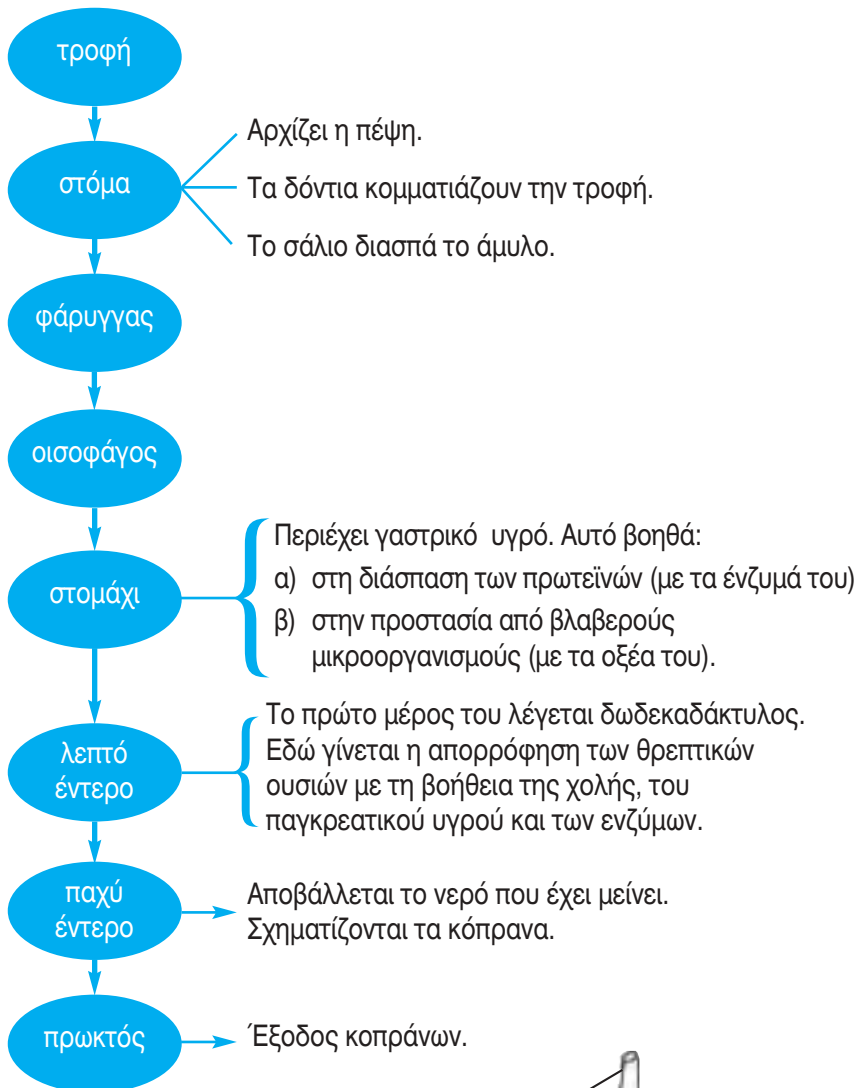 τροφή
στόμα
Αρχίζει η πέψη.
Τα δόντια κομματιάζουν την τροφή.
Το σάλιο διασπά το άμυλο.
φάρυγγας
οισοφάγος
στομάχι
Περιέχει γαστρικό υγρό. Αυτό βοηθά:
α) στη διάσπαση των πρωτεϊνών (με τα ένζυμά του)
β) στην προστασία από βλαβερούς
μικροοργανισμούς (με τα οξέα του).
λεπτό
έντερο
Το πρώτο μέρος του λέγεται δωδεκαδάκτυλος.
Εδώ γίνεται η απορρόφηση των θρεπτικών
ουσιών με τη βοήθεια της χολής, του
παγκρεατικού υγρού και των ενζύμων.
παχύ
έντερο
Αποβάλλεται το νερό που έχει μείνει.
Σχηματίζονται τα κόπρανα.
πρωκτός
Έξοδος κοπράνων.